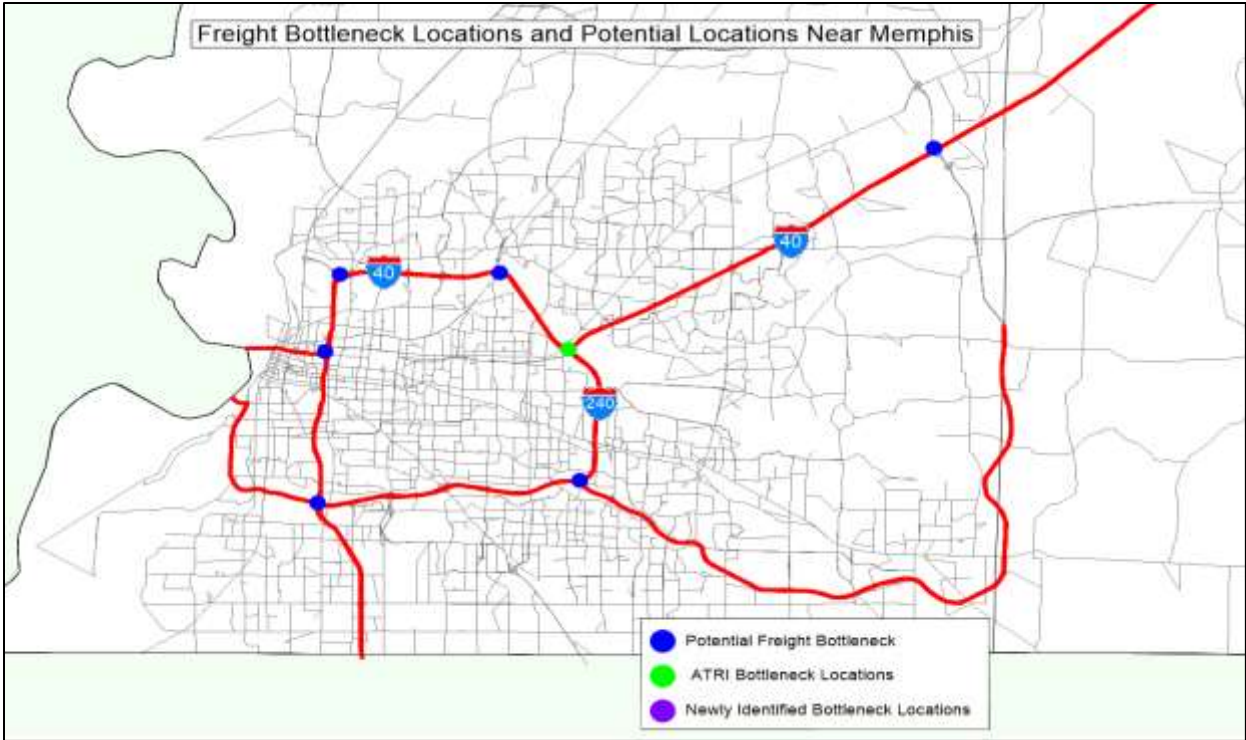 Freight Bottleneck Locations and Potential Locations Near Memphis
40
40
240
Potential Freight Bottleneck
ATRI Bottleneck Locations
Newly Identified Bottleneck Locations